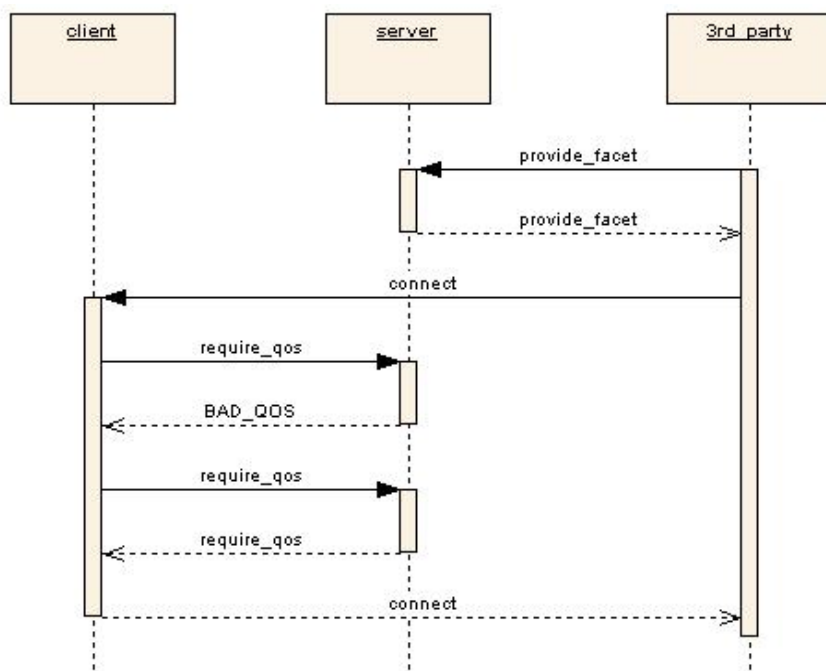 client
server
3rd_party
provide_facet
provide_facet
connect
require_qos
BAD_QOS
require_qos
require_qos
connect